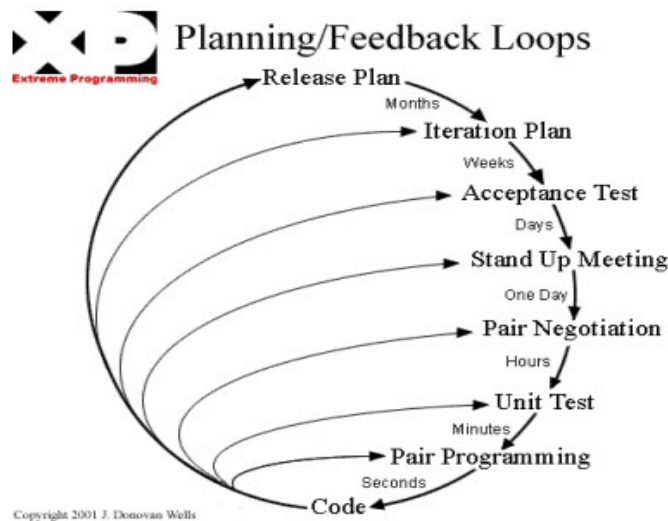 XP
Extreme Programming
Planning/Feedback Loops
Release Plan
Months
Iteration Plan
Weeks
Acceptance Test
Days
Stand Up Meeting
One Day
Pair Negotiation
Hours
Unit Test
Minutes
Pair Programming
Seconds
Code
Copyright 2001 J. Donovan Wells